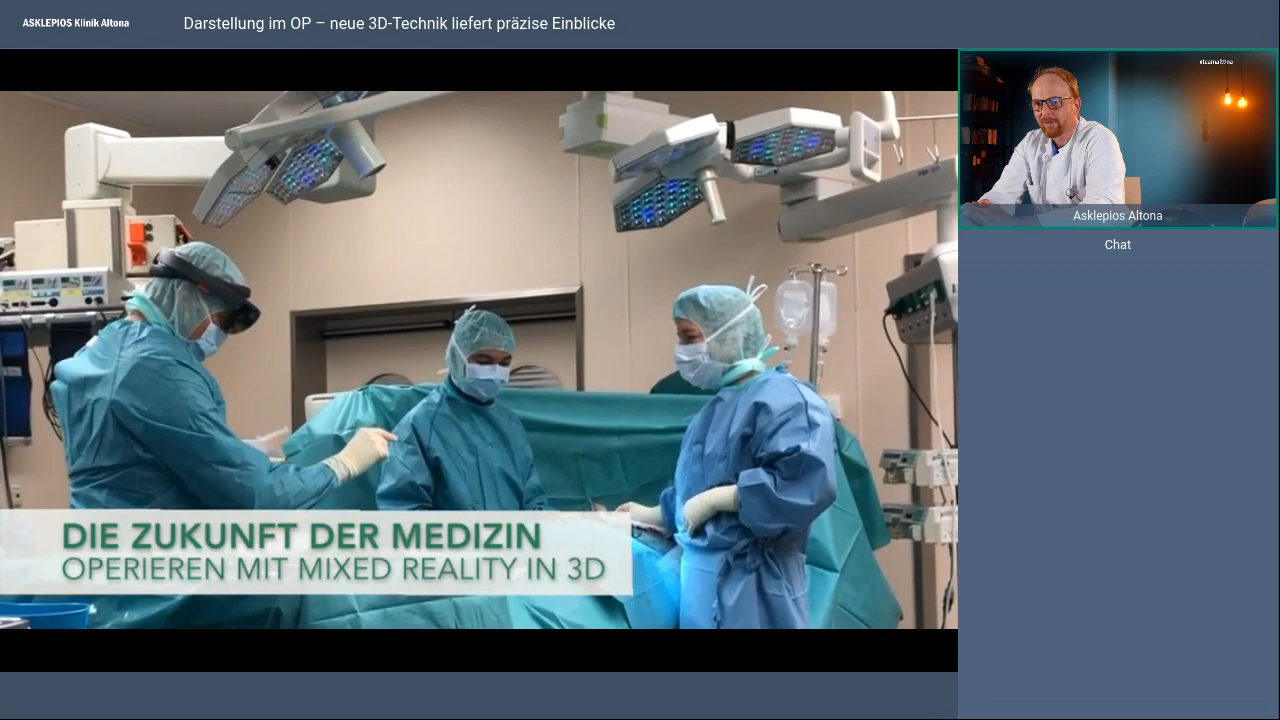 ASKLEPIOS Klinik Altona
Darstellung im OP – neue 3D-Technik liefert präzise Einblicke
#teamaltona
Asklepios Altona
Chat
DIE ZUKUNFT DER MEDIZIN
OPERIEREN MIT MIXED REALITY IN 3D